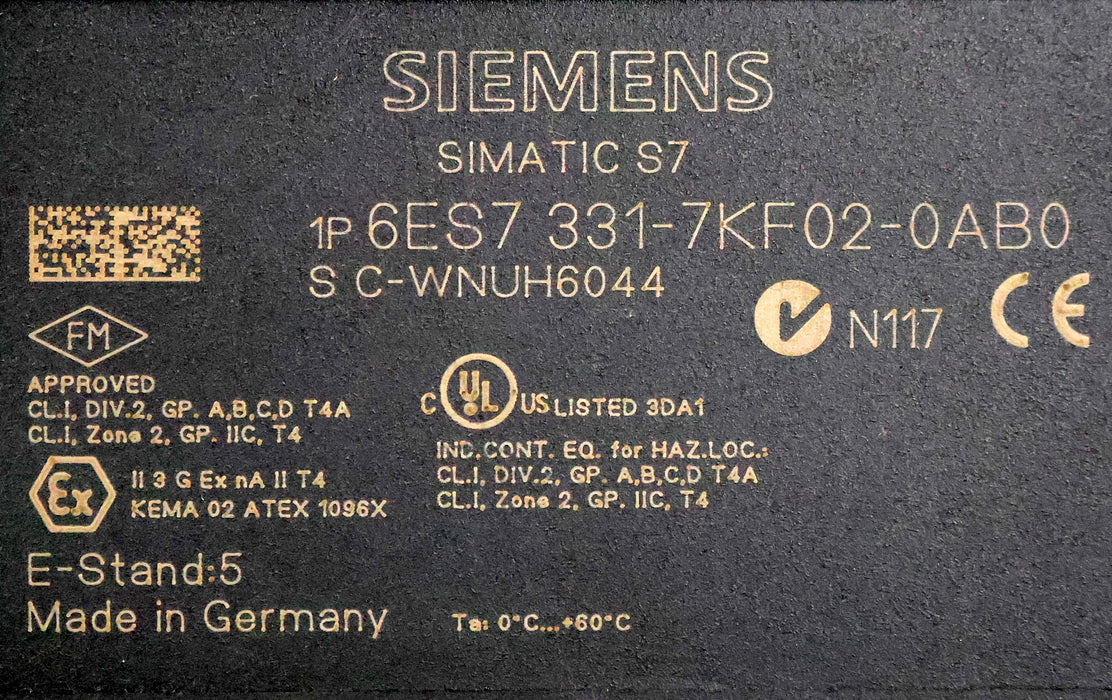 SIEMENS
SIMATIC S7
1P 6ES7 331-7KF02-0AB0
S C-WNUH6044
N117 CE
FM
APPROVED
CL.I, DIV.2, GP. A,B,C,D T4A
CL.I, Zone 2, GP. IIC, T4
C UL US LISTED 3DA1
IND.CONT. EQ. for HAZ.LOC.:
CL.I, DIV.2, GP. A,B,C,D T4A
CL.I, Zone 2, GP. IIC, T4
Ex II 3 G Ex nA II T4
KEMA 02 ATEX 1096X
E-Stand:5
Made in Germany
Ta: 0°C...+60°C